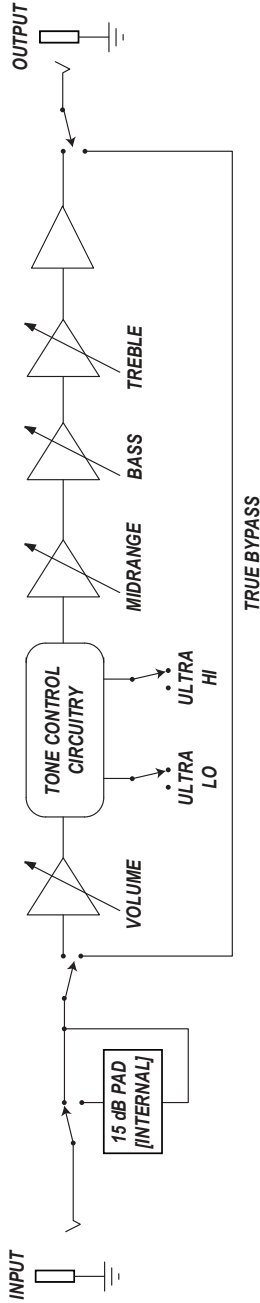 INPUT
15 dB PAD
[INTERNAL]
VOLUME
TONE CONTROL
CIRCUITRY
ULTRA
LO
ULTRA
HI
MIDRANGE
BASS
TREBLE
TRUE BYPASS
OUTPUT